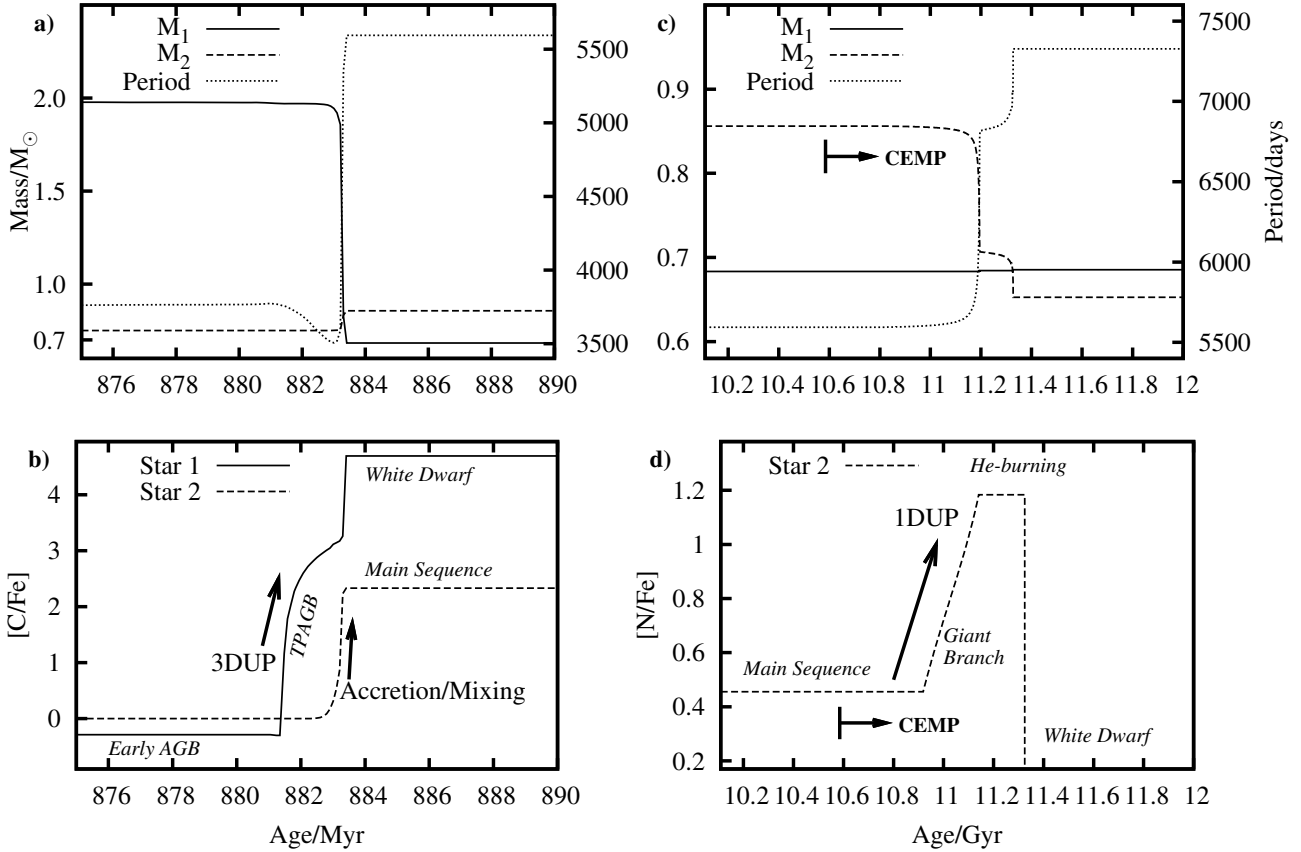 a)
M1
M2
Period
2.0
1.0
0.7
Mass/M⊙
5500
5000
4500
4000
3500
876 878 880 882 884 886 888 890
c)
M1
M2
Period
CEMP
0.9
0.8
0.7
0.6
7500
7000
6500
6000
5500
Period/days
10.2 10.4 10.6 10.8 11 11.2 11.4 11.6 11.8 12
b)
Star 1
Star 2
White Dwarf
Main Sequence
TPAGB
3DUP
Accretion/Mixing
Early AGB
4
3
2
1
0
[C/Fe]
876 878 880 882 884 886 888 890
Age/Myr
d)
Star 2
He-burning
1DUP
Giant
Branch
Main Sequence
CEMP
White Dwarf
1.2
1
0.8
0.6
0.4
0.2
[N/Fe]
10.2 10.4 10.6 10.8 11 11.2 11.4 11.6 11.8 12
Age/Gyr